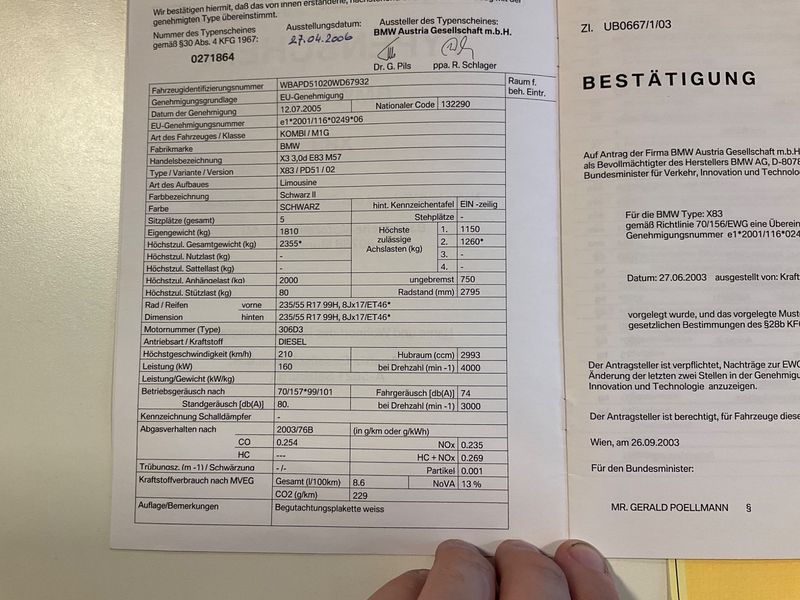 Wir bestätigen hiermit, daß das von innen erstandene,
genehmigten Type übereinstimmt.
Nummer des Typenscheines
gemäß §30 Abs. 4 KFG 1967:
0271864
Ausstellungsdatum:
27.04.2006
Aussteller des Typenscheines:
BMW Austria Gesellschaft m.b.H.
Dr. G. Pils ppa. R. Schlager
Raum f.
beh. Eintr.
Fahrzeugidentifizierungsnummer WBAPD51020WD67932
Genehmigungsgrundlage EU-Genehmigung
Datum der Genehmigung 12.07.2005 Nationaler Code 132290
EU-Genehmigungsnummer e1*2001/116*0249*06
Art des Fahrzeuges / Klasse KOMBI / M1G
Fabrikmarke BMW
Handelsbezeichnung X3 3,0d E83 M57
Type / Variante / Version X83 / PD51 / 02
Art des Aufbaues Limousine
Farbbezeichnung Schwarz II
Farbe SCHWARZ hint. Kennzeichentafel EIN -zeilig
Sitzplätze (gesamt) 5 Stehplätze -
Eigengewicht (kg) 1810 Höchste zulässige Achslasten (kg) 1. 1150
Höchstzul. Gesamtgewicht (kg) 2355* 2. 1260*
Höchstzul. Nutzlast (kg) - 3. -
Höchstzul. Sattellast (kg) - 4. -
Höchstzul. Anhängelast (kg) 2000 ungebremst 750
Höchstzul. Stützlast (kg) 80 Radstand (mm) 2795
Rad / Reifen vorne 235/55 R17 99H, 8Jx17/ET46*
Dimension hinten 235/55 R17 99H, 8Jx17/ET46*
Motornummer (Type) 306D3
Antriebsart / Kraftstoff DIESEL
Höchstgeschwindigkeit (km/h) 210 Hubraum (ccm) 2993
Leistung (kW) 160 bei Drehzahl (min -1) 4000
Leistung/Gewicht (kW/kg)
Betriebsgeräusch nach 70/157*99/101 Fahrgeräusch [db(A)] 74
Standgeräusch [db(A)] 80. bei Drehzahl (min -1) 3000
Kennzeichnung Schalldämpfer -
Abgasverhalten nach 2003/76B (in g/km oder g/kWh)
CO 0.254 NOx 0.235
HC --- HC + NOx 0.269
Trübungsz. (m -1) / Schwärzung - /- Partikel 0.001
Kraftstoffverbrauch nach MVEG Gesamt (l/100km) 8.6 NoVA 13 %
CO2 (g/km) 229
Auflage/Bemerkungen Begutachtungsplakette weiss
Zl. UB0667/1/03
BESTÄTIGUNG
Auf Antrag der Firma BMW Austria Gesellschaft m.b.H
als Bevollmächtigter des Herstellers BMW AG, D-807
Bundesminister für Verkehr, Innovation und Technolo
Für die BMW Type: X83
gemäß Richtlinie 70/156/EWG eine Überein
Genehmigungsnummer e1*2001/116*024
Datum: 27.06.2003 ausgestellt von: Kraft
vorgelegt wurde, und das vorgelegte Must
gesetzlichen Bestimmungen des §28b KF
Der Antragsteller ist verpflichtet, Nachträge zur EW
Änderung der letzten zwei Stellen in der Genehmig
Innovation und Technologie anzuzeigen.
Der Antragsteller ist berechtigt, für Fahrzeuge diese
Wien, am 26.09.2003
Für den Bundesminister:
MR. GERALD POELLMANN §